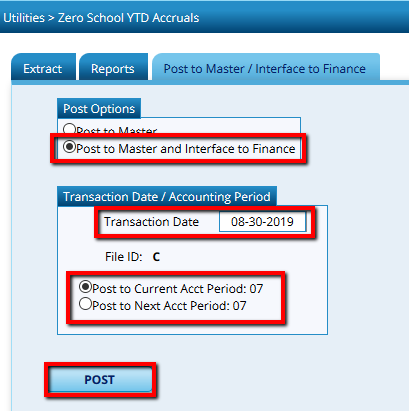 Utilities > Zero School YTD Accruals
Extract Reports Post to Master / Interface to Finance
Post Options
Post to Master
Post to Master and Interface to Finance
Transaction Date / Accounting Period
Transaction Date 08-30-2019
File ID: C
Post to Current Acct Period: 07
Post to Next Acct Period: 07
POST